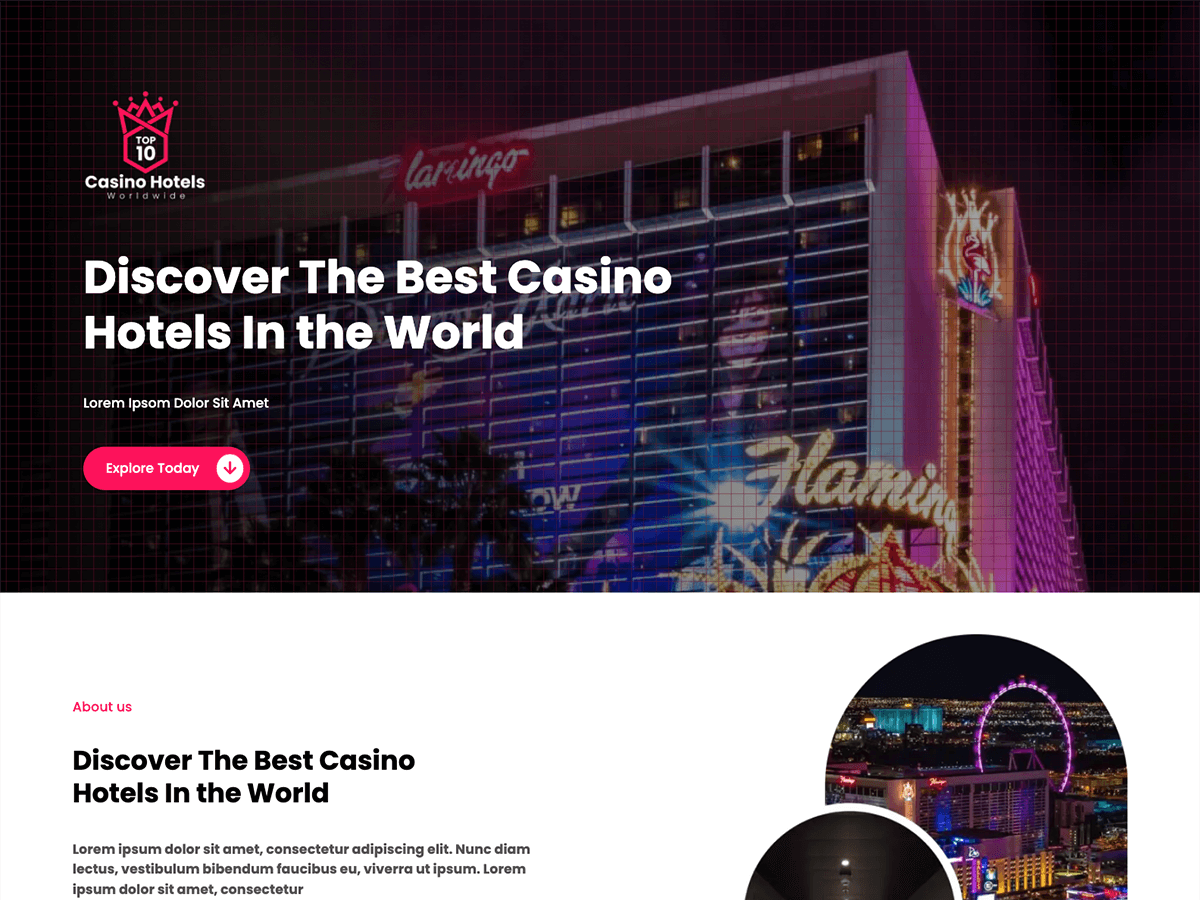 TOP
10
Casino Hotels
Worldwide
lamingo
Discover The Best Casino
Hotels In the World
Lorem Ipsom Dolor Sit Amet
Explore Today
Flaming
About us
Discover The Best Casino
Hotels In the World
Lorem ipsum dolor sit amet, consectetur adipiscing elit. Nunc diam
lectus, vestibulum bibendum faucibus eu, viverra ut ipsum. Lorem
ipsum dolor sit amet, consectetur